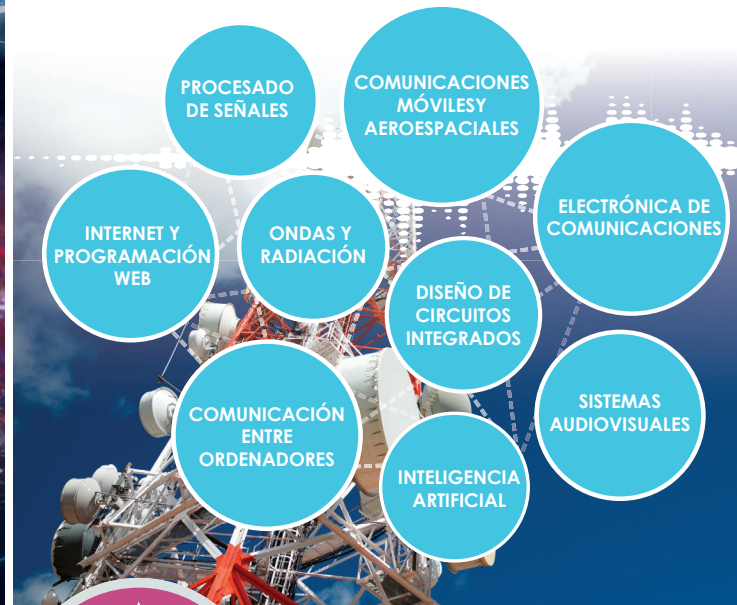 PROCESADO
DE SEÑALES
COMUNICACIONES
MÓVILESY
AEROESPACIALES
ELECTRÓNICA DE
COMUNICACIONES
INTERNET Y
PROGRAMACIÓN
WEB
ONDAS Y
RADIACIÓN
DISEÑO DE
CIRCUITOS
INTEGRADOS
SISTEMAS
AUDIOVISUALES
COMUNICACIÓN
ENTRE
ORDENADORES
INTELIGENCIA
ARTIFICIAL